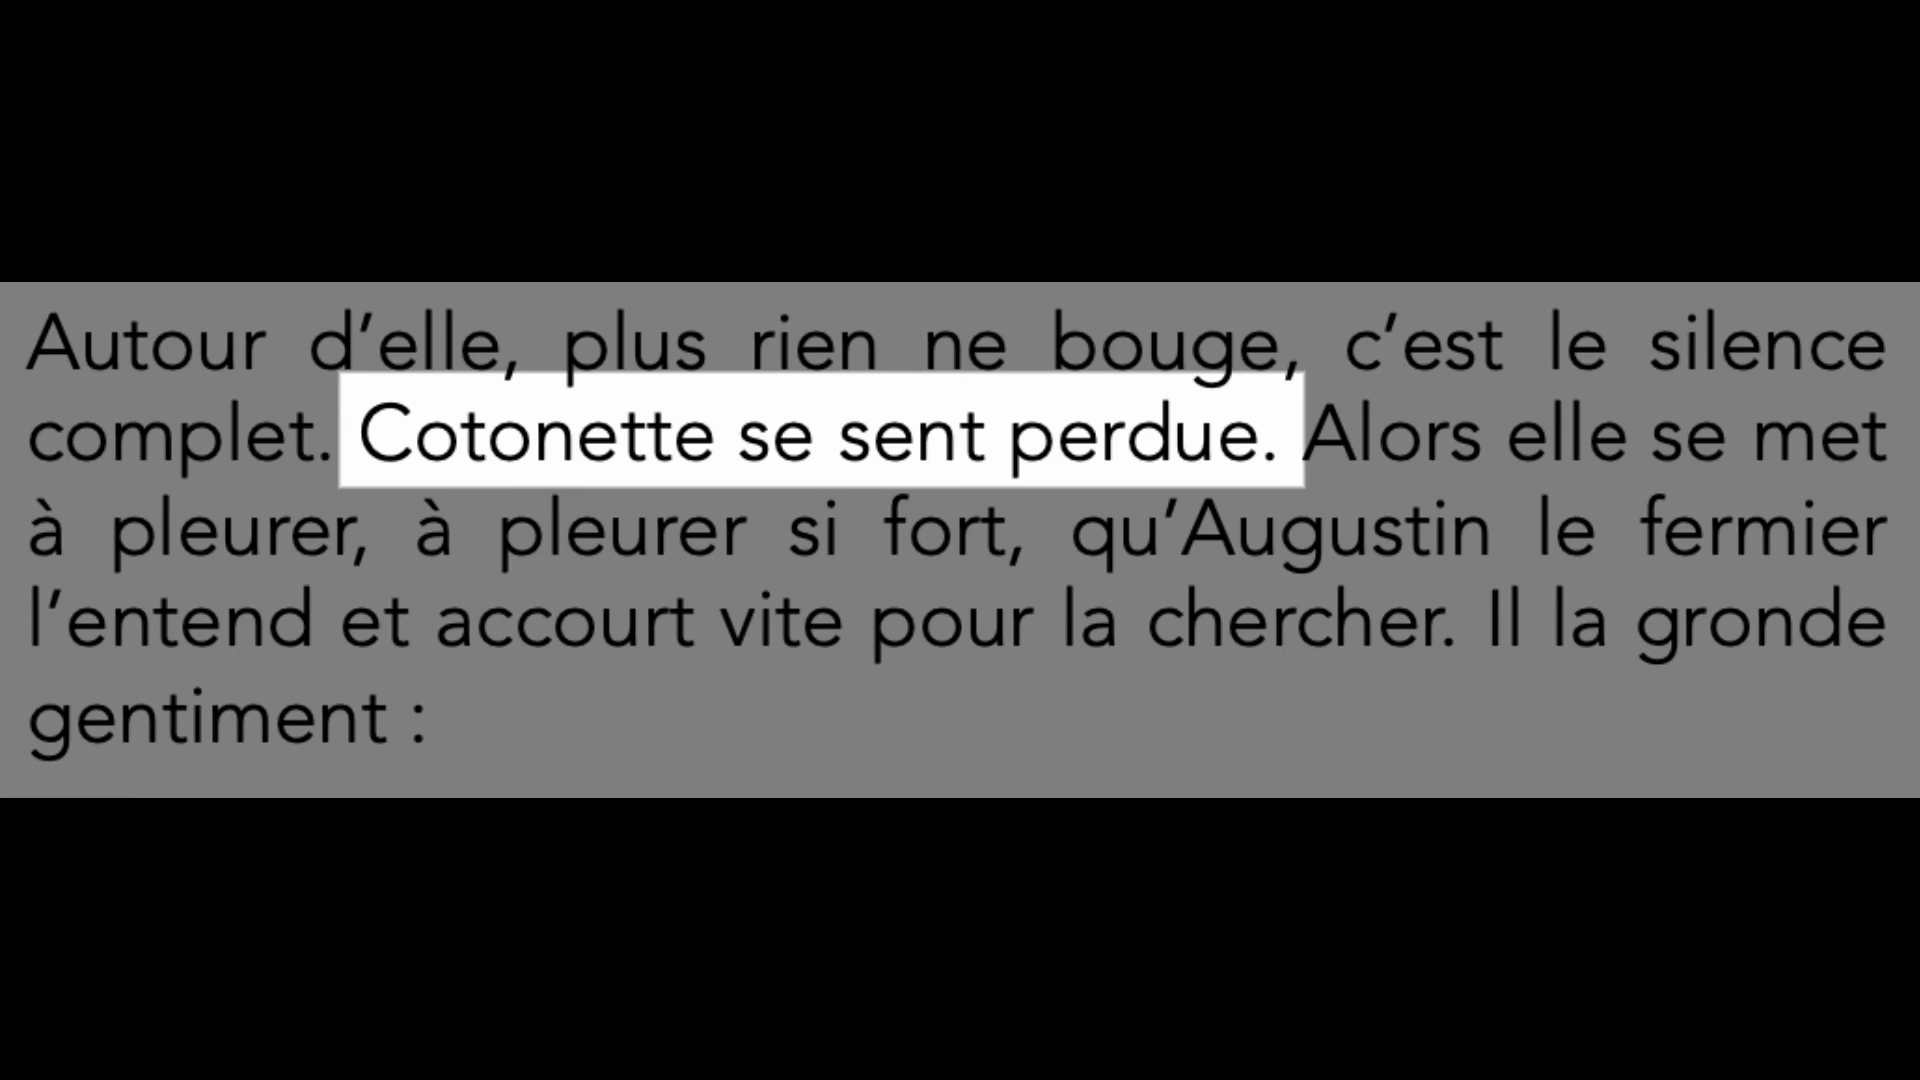 Autour d’elle, plus rien ne bouge, c’est le silence
complet. Cotonette se sent perdue. Alors elle se met
à pleurer, à pleurer si fort, qu’Augustin le fermier
l’entend et accourt vite pour la chercher. Il la gronde
gentiment :